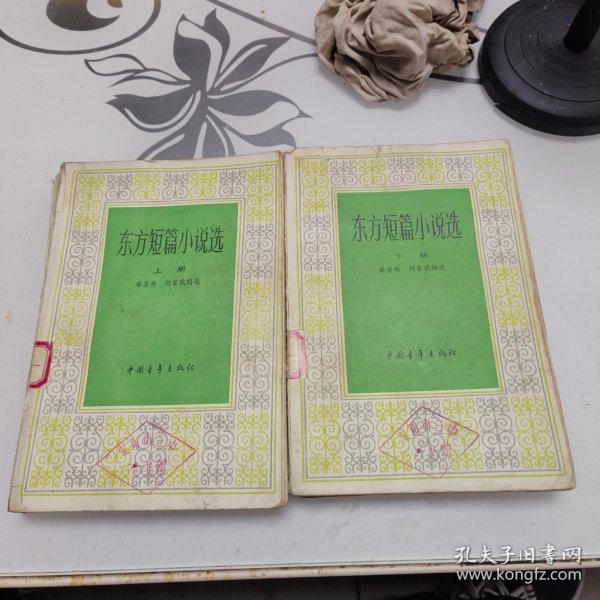 东方短篇小说选
上册
季羡林 刘安武编选
中国青年出版社
东方短篇小说选
下册
季羡林 刘安武编选
中国青年出版社
孔夫子旧书网
www.kongfz.com